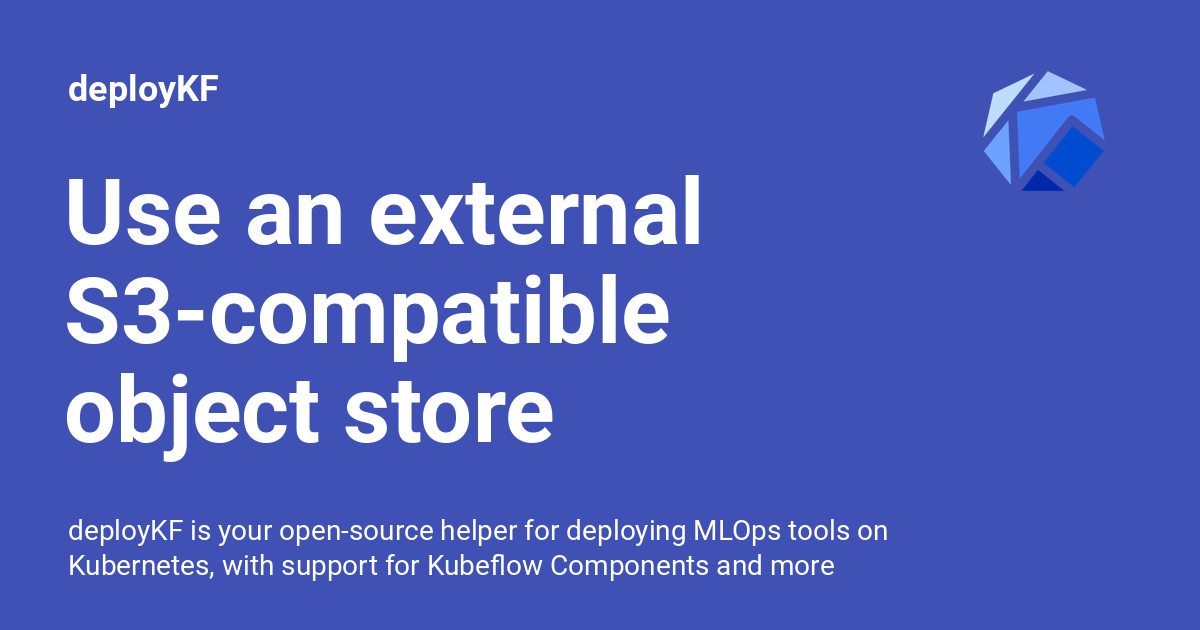 deployKF
Use an external
S3-compatible
object store
deployKF is your open-source helper for deploying MLOps tools on
Kubernetes, with support for Kubeflow Components and more